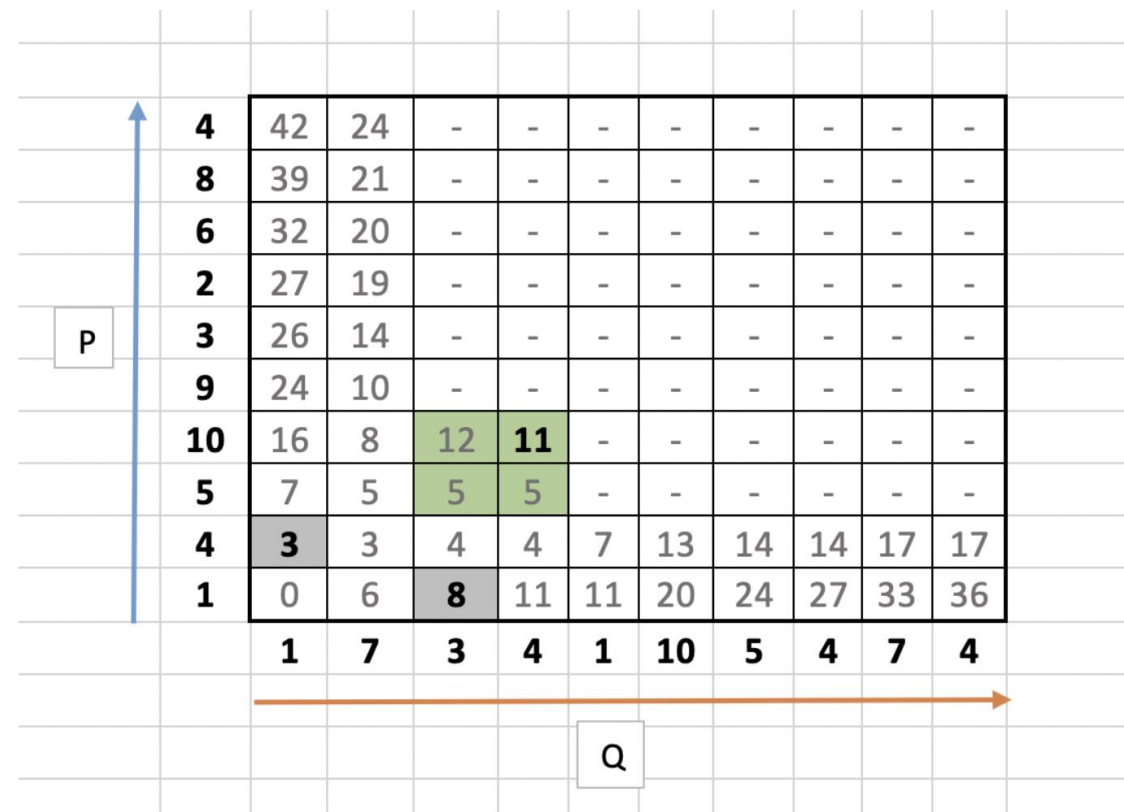 4 42 24 - - - - - - - -
8 39 21 - - - - - - - -
6 32 20 - - - - - - - -
2 27 19 - - - - - - - -
P 3 26 14 - - - - - - - -
9 24 10 - - - - - - - -
10 16 8 12 11 - - - - - -
5 7 5 5 5 - - - - - -
4 3 3 4 4 7 13 14 14 17 17
1 0 6 8 11 11 20 24 27 33 36
1 7 3 4 1 10 5 4 7 4
Q